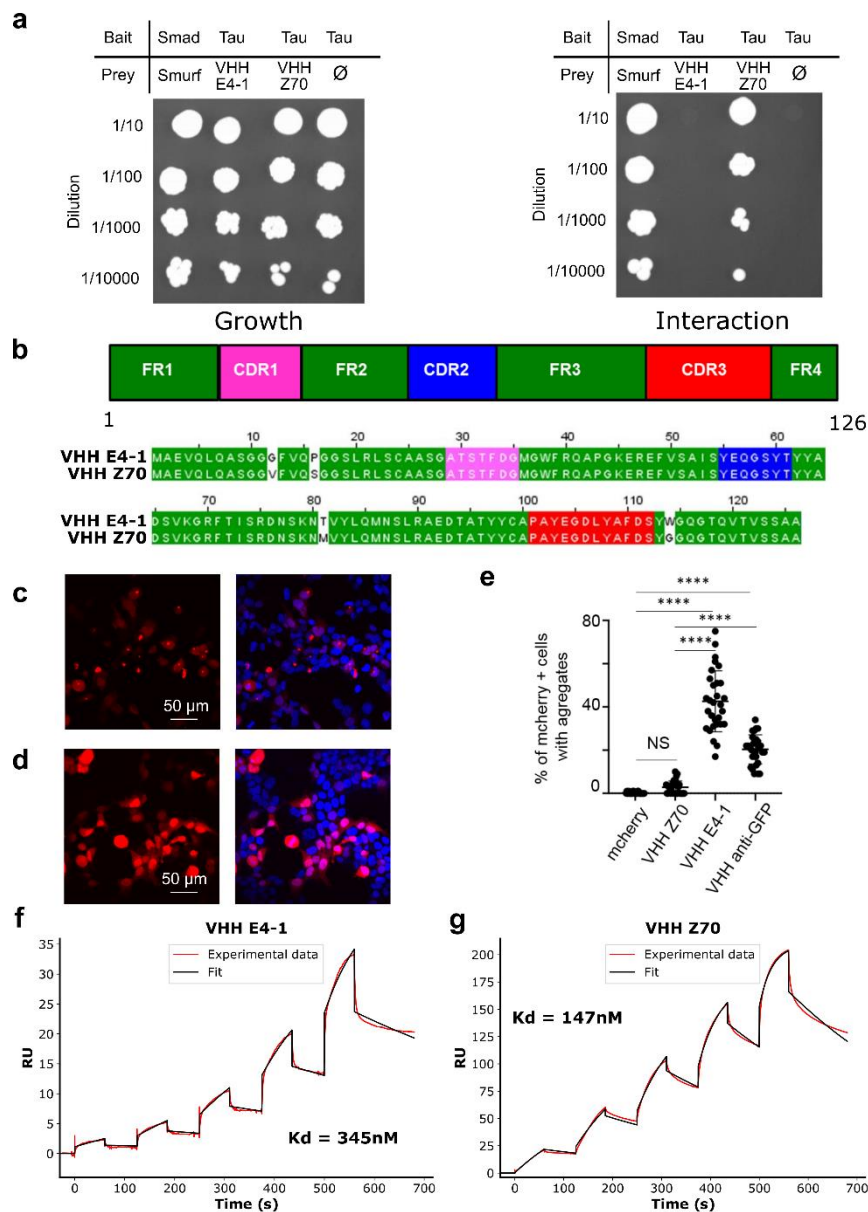 a
Bait Smad Tau Tau Tau
Prey Smurf VHH E4-1 VHH Z70 Ø
1/10
1/100
1/1000
1/10000
Dilution
Growth
Bait Smad Tau Tau Tau
Prey Smurf VHH E4-1 VHH Z70 Ø
1/10
1/100
1/1000
1/10000
Dilution
Interaction
b
FR1 CDR1 FR2 CDR2 FR3 CDR3 FR4
1 126
10 20 30 40 50 60
VHH E4-1 MAEVQLQASGGGFVQPGGSLRLSCAASGATSTFDGMGWFRQAPGKEREFVSAISYEQGSYTYYA
VHH Z70 MAEVQLQASGGVFVQSGGSLRLSCAASGATSTFDGMGWFRQAPGKEREFVSAISYEQGSYTYYA
70 80 90 100 110 120
VHH E4-1 DSVKGRFTISRDNSKNTVYLQMNSLRAEDTATYYCAPAYEGDLYAFDSYWGQGTQVTVSSAA
VHH Z70 DSVKGRFTISRDNSKNMVYLQMNSLRAEDTATYYCAPAYEGDLYAFDSYGGQGTQVTVSSAA
c
50 µm
d
50 µm
e
% of mcherry + cells
with agregates
80
40
0
****
****
****
****
NS
mcherry
VHH Z70
VHH E4-1
VHH anti-GFP
f
VHH E4-1
Experimental data
Fit
Kd = 345nM
RU
35
30
25
20
15
10
5
0
0 100 200 300 400 500 600 700
Time (s)
g
VHH Z70
Experimental data
Fit
Kd = 147nM
RU
200
175
150
125
100
75
50
25
0
0 100 200 300 400 500 600 700
Time (s)